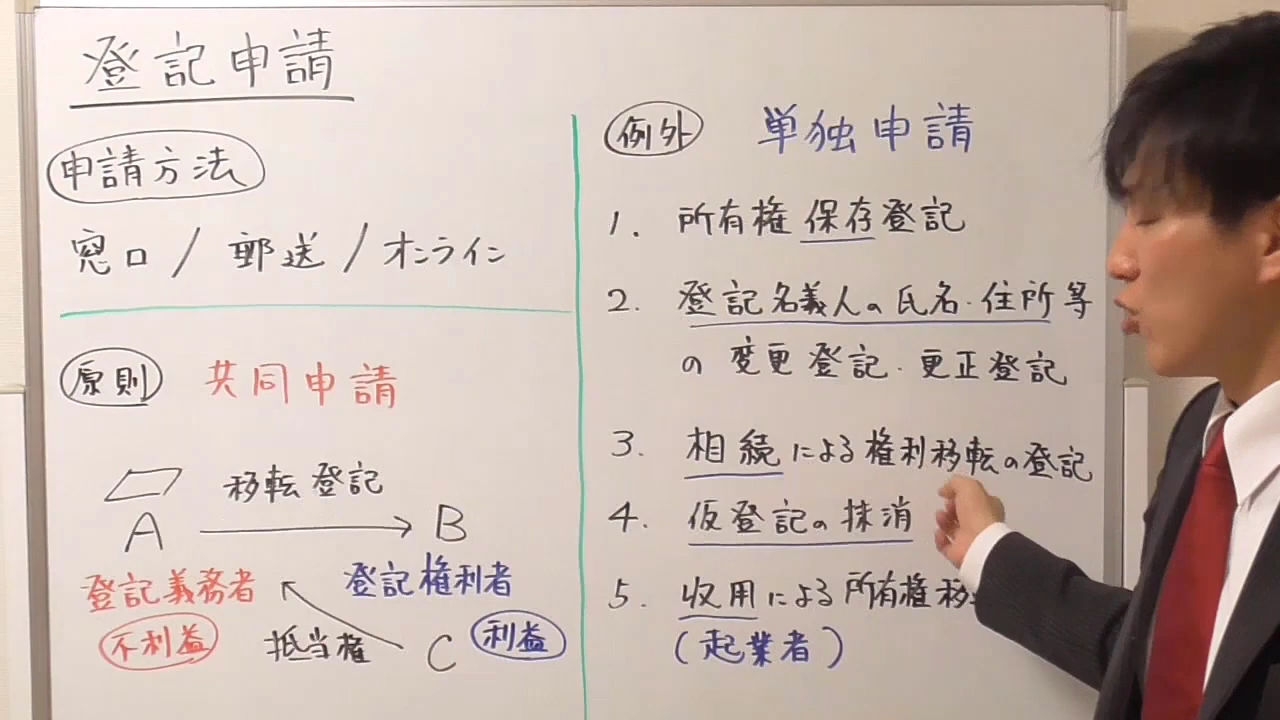 登記申請
申請方法
窓口 / 郵送 / オンライン
原則 共同申請
移転登記
A → B
登記義務者 登記権利者
不利益 抵当権 C 利益
例外 単独申請
1. 所有権保存登記
2. 登記名義人の氏名・住所等
の変更登記・更正登記
3. 相続による権利移転の登記
4. 仮登記の抹消
5. 収用による所有権移
(起業者)